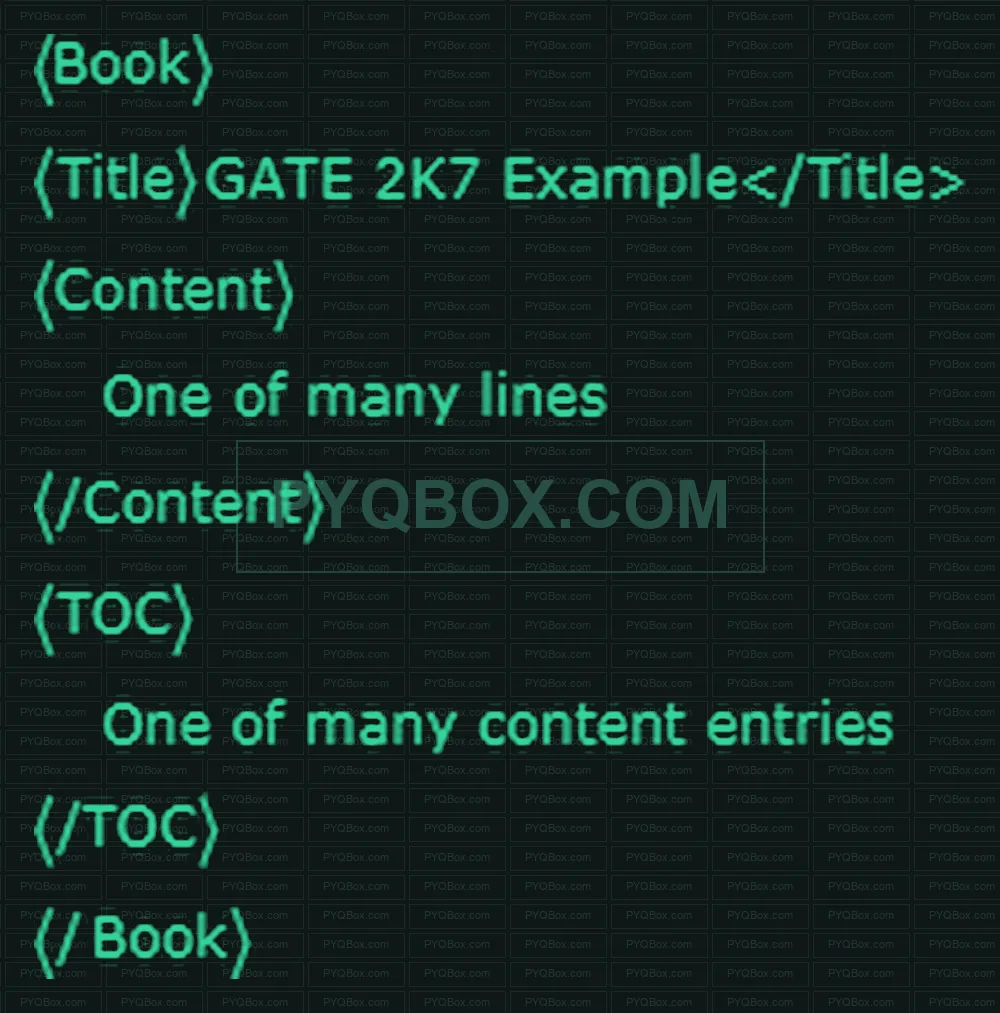 ⟨Book⟩
⟨Title⟩GATE 2K7 Example</Title>
⟨Content⟩
One of many lines
⟨/Content⟩
PYQBOX.COM
⟨TOC⟩
One of many content entries
⟨/TOC⟩
⟨/ Book⟩